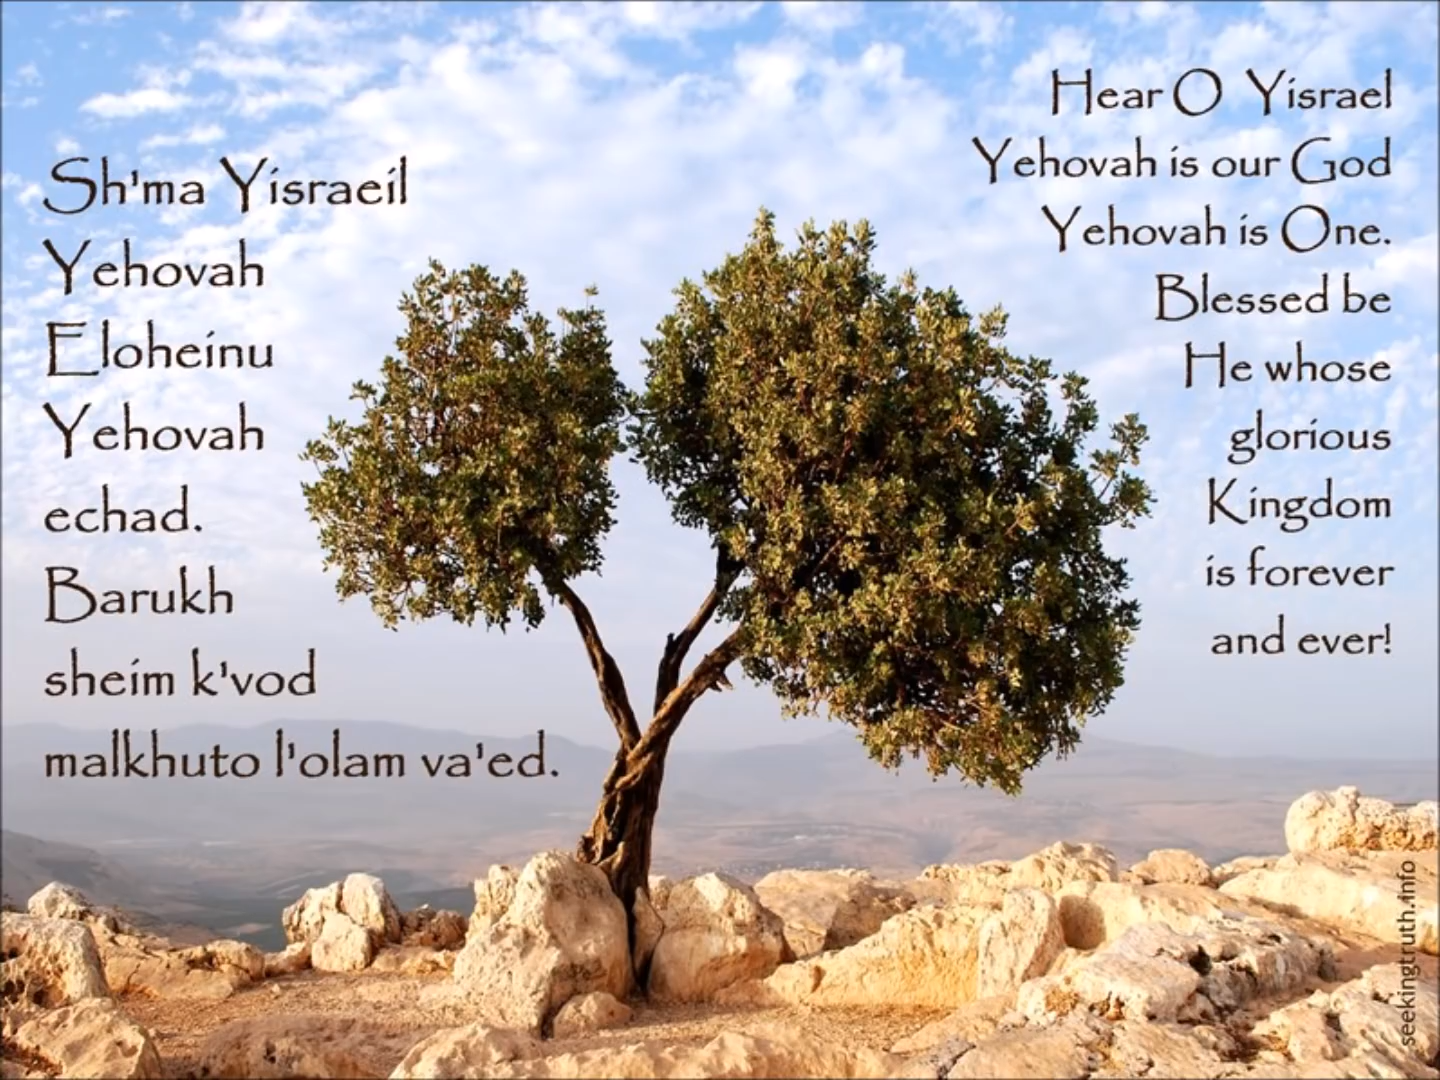 Sh'ma Yisraeil
Yehovah
Eloheinu
Yehovah
echad.
Barukh
sheim k'vod
malkhuto l'olam va'ed.
Hear O Yisrael
Yehovah is our God
Yehovah is One.
Blessed be
He whose
glorious
Kingdom
is forever
and ever!
seekingtruth.info